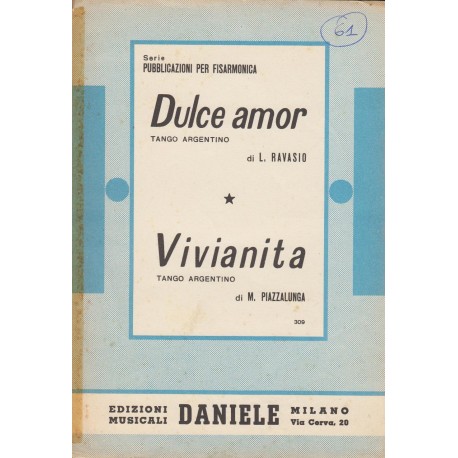 61
Serie
PUBBLICAZIONI PER FISARMONICA
Dulce amor
TANGO ARGENTINO
di L. RAVASIO
Vivianita
TANGO ARGENTINO
di M. PIAZZALUNGA
309
EDIZIONI MUSICALI DANIELE MILANO
Via Cerva, 20